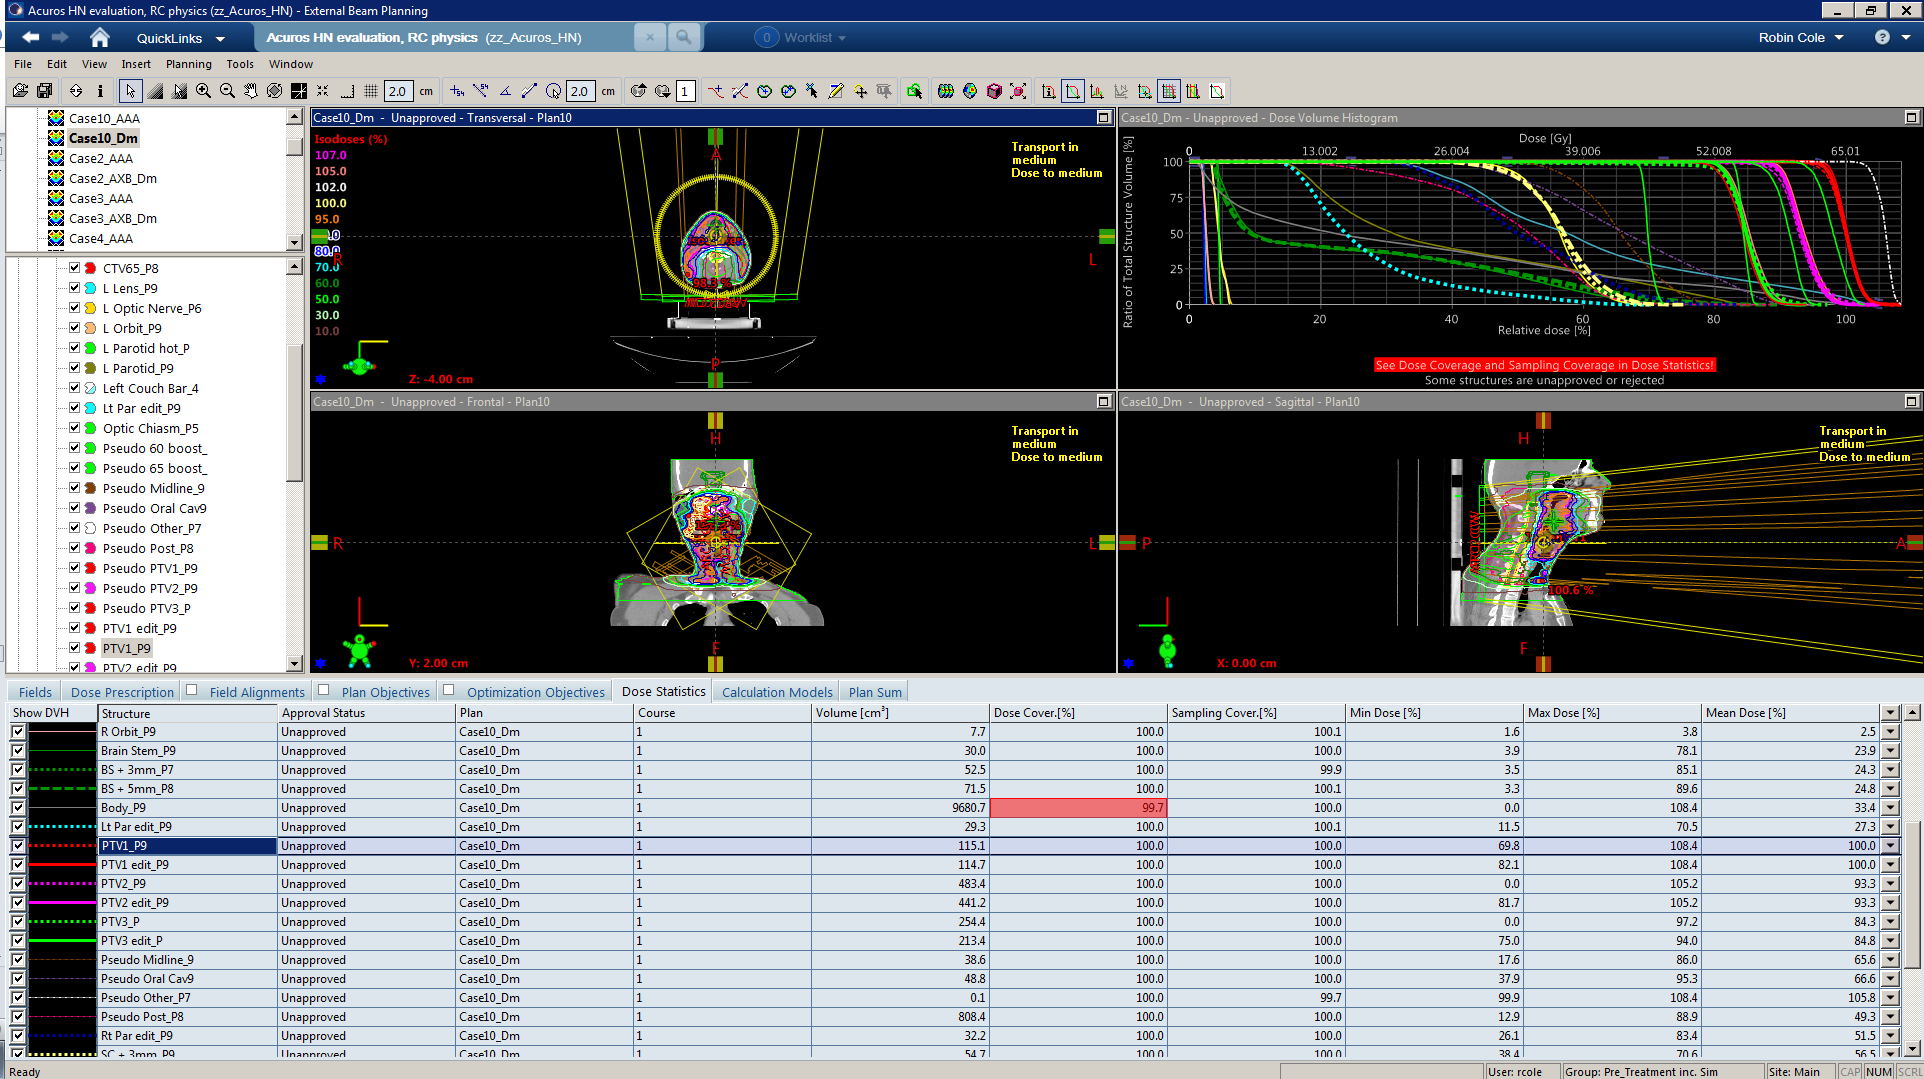 Acuros HN evaluation, RC physics (zz_Acuros_HN) - External Beam Planning
QuickLinks
Acuros HN evaluation, RC physics (zz_Acuros_HN)
0 Worklist
Robin Cole
File Edit View Insert Planning Tools Window
2.0 cm
2.0 cm
1
Case10_AAA
Case10_Dm
Case2_AAA
Case2_AXB_Dm
Case3_AAA
Case3_AXB_Dm
Case4_AAA
CTV65_P8
L Lens_P9
L Optic Nerve_P6
L Orbit_P9
L Parotid hot_P
L Parotid_P9
Left Couch Bar_4
Lt Par edit_P9
Optic Chiasm_P5
Pseudo 60 boost_
Pseudo 65 boost_
Pseudo Midline_9
Pseudo Oral Cav9
Pseudo Other_P7
Pseudo Post_P8
Pseudo PTV1_P9
Pseudo PTV2_P9
Pseudo PTV3_P
PTV1 edit_P9
PTV1_P9
PTV2 edit_P9
Case10_Dm - Unapproved - Transversal - Plan10
Isodoses (%)
107.0
105.0
102.0
100.0
95.0
80.0
70.0
60.0
50.0
30.0
10.0
Transport in
medium
Dose to medium
A
R
L
P
98.3 %
Z: -4.00 cm
Case10_Dm - Unapproved - Dose Volume Histogram
Dose [Gy]
0 13.002 26.004 39.006 52.008 65.01
Ratio of Total Structure Volume [%]
100
75
50
25
0
0 20 40 60 80 100
Relative dose [%]
See Dose Coverage and Sampling Coverage in Dose Statistics!
Some structures are unapproved or rejected
Case10_Dm - Unapproved - Frontal - Plan10
Transport in
medium
Dose to medium
H
R
L
F
Y: 2.00 cm
Case10_Dm - Unapproved - Sagittal - Plan10
Transport in
medium
Dose to medium
H
P
A
100.6 %
F
X: 0.00 cm
Fields Dose Prescription Field Alignments Plan Objectives Optimization Objectives Dose Statistics Calculation Models Plan Sum
Show DVH Structure Approval Status Plan Course Volume [cm³] Dose Cover.[%] Sampling Cover.[%] Min Dose [%] Max Dose [%] Mean Dose [%]
R Orbit_P9 Unapproved Case10_Dm 1 7.7 100.0 100.1 1.6 3.8 2.5
Brain Stem_P9 Unapproved Case10_Dm 1 30.0 100.0 100.0 3.9 78.1 23.9
BS + 3mm_P7 Unapproved Case10_Dm 1 52.5 100.0 99.9 3.5 85.1 24.3
BS + 5mm_P8 Unapproved Case10_Dm 1 71.5 100.0 100.1 3.3 89.6 24.8
Body_P9 Unapproved Case10_Dm 1 9680.7 99.7 100.0 0.0 108.4 33.4
Lt Par edit_P9 Unapproved Case10_Dm 1 29.3 100.0 100.1 11.5 70.5 27.3
PTV1_P9 Unapproved Case10_Dm 1 115.1 100.0 100.0 69.8 108.4 100.0
PTV1 edit_P9 Unapproved Case10_Dm 1 114.7 100.0 100.0 82.1 108.4 100.0
PTV2_P9 Unapproved Case10_Dm 1 483.4 100.0 100.0 0.0 105.2 93.3
PTV2 edit_P9 Unapproved Case10_Dm 1 441.2 100.0 100.0 81.7 105.2 93.3
PTV3_P Unapproved Case10_Dm 1 254.4 100.0 100.0 0.0 97.2 84.3
PTV3 edit_P Unapproved Case10_Dm 1 213.4 100.0 100.0 75.0 94.0 84.8
Pseudo Midline_9 Unapproved Case10_Dm 1 38.6 100.0 100.0 17.6 86.0 65.6
Pseudo Oral Cav9 Unapproved Case10_Dm 1 48.8 100.0 100.0 37.9 95.3 66.6
Pseudo Other_P7 Unapproved Case10_Dm 1 0.1 100.0 99.7 99.9 108.4 105.8
Pseudo Post_P8 Unapproved Case10_Dm 1 808.4 100.0 100.0 12.9 88.9 49.3
Rt Par edit_P9 Unapproved Case10_Dm 1 32.2 100.0 100.0 26.1 83.4 51.5
SC + 3mm_P9 Unapproved Case10_Dm 1 54.7 100.0 100.0 38.4 70.6 56.5
Ready
User: rcole Group: Pre_Treatment inc. Sim Site: Main CAP NUM SCRL